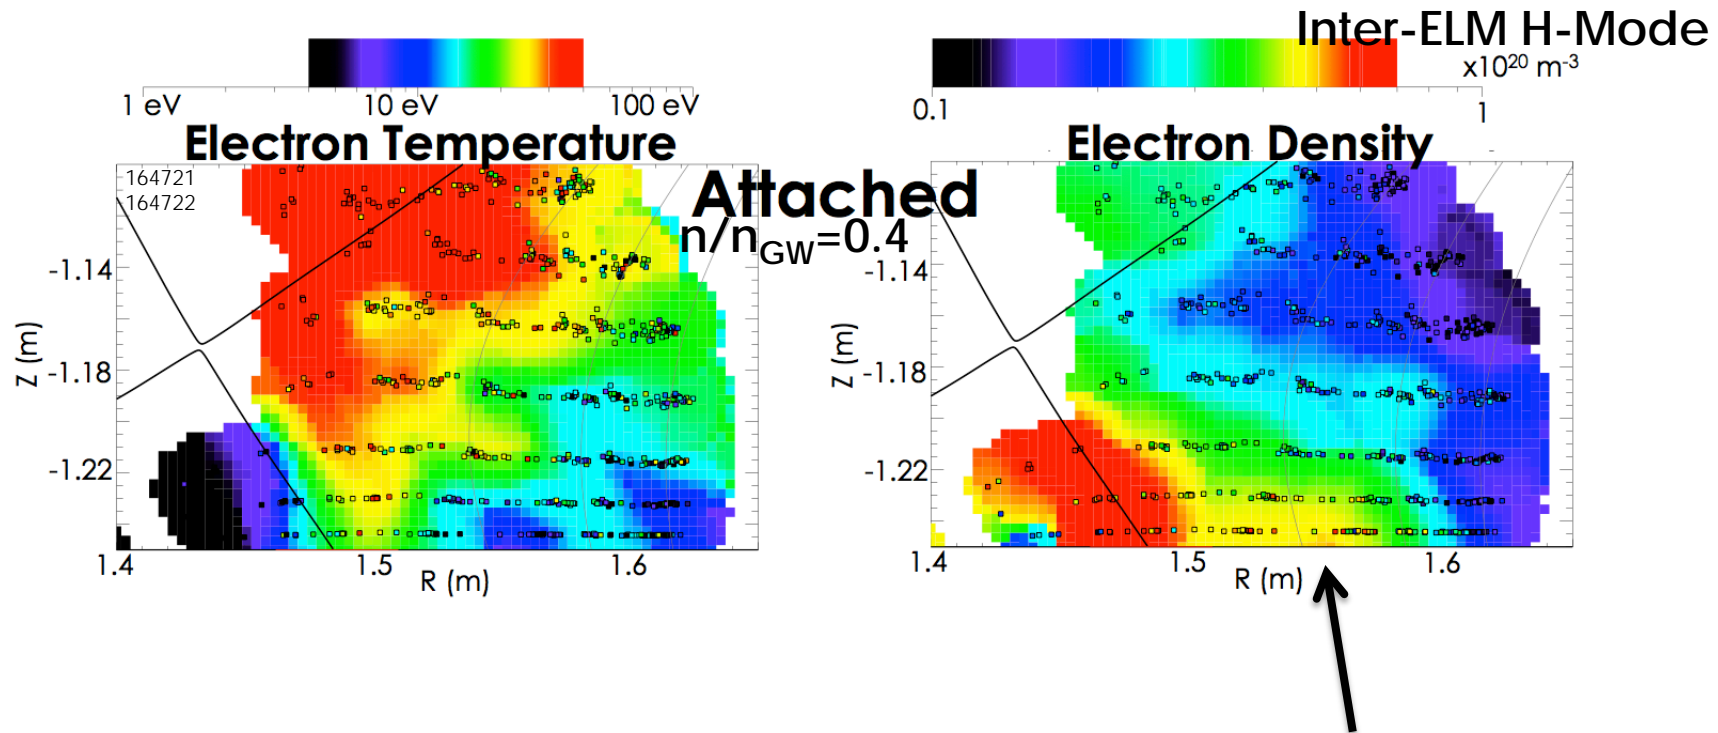 Inter-ELM H-Mode
x10²⁰ m⁻³
1 eV 10 eV 100 eV
0.1 1
Electron Temperature
Electron Density
164721
164722
Attached
n/nGW=0.4
Z (m)
-1.14
-1.18
-1.22
1.4 1.5 1.6
R (m)
Z (m)
-1.14
-1.18
-1.22
1.4 1.5 1.6
R (m)